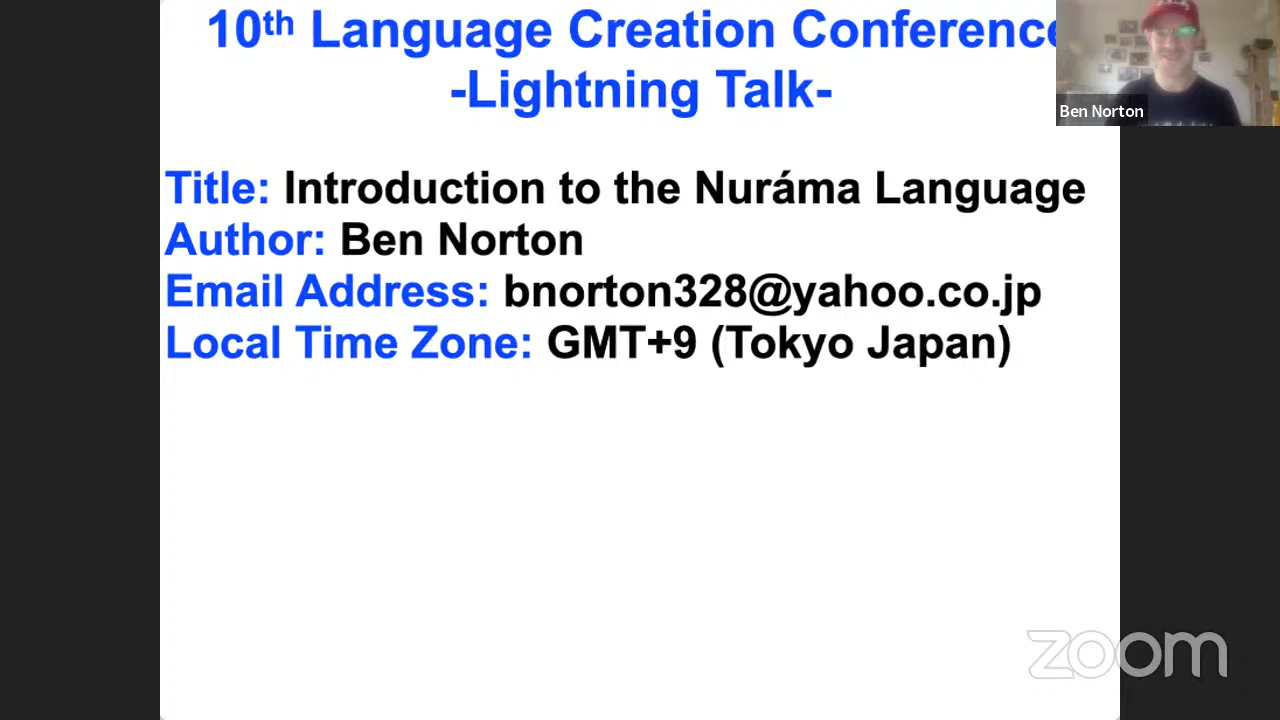 10th Language Creation Conference
-Lightning Talk-
Ben Norton
Title: Introduction to the Nuráma Language
Author: Ben Norton
Email Address: bnorton328@yahoo.co.jp
Local Time Zone: GMT+9 (Tokyo Japan)
zoom